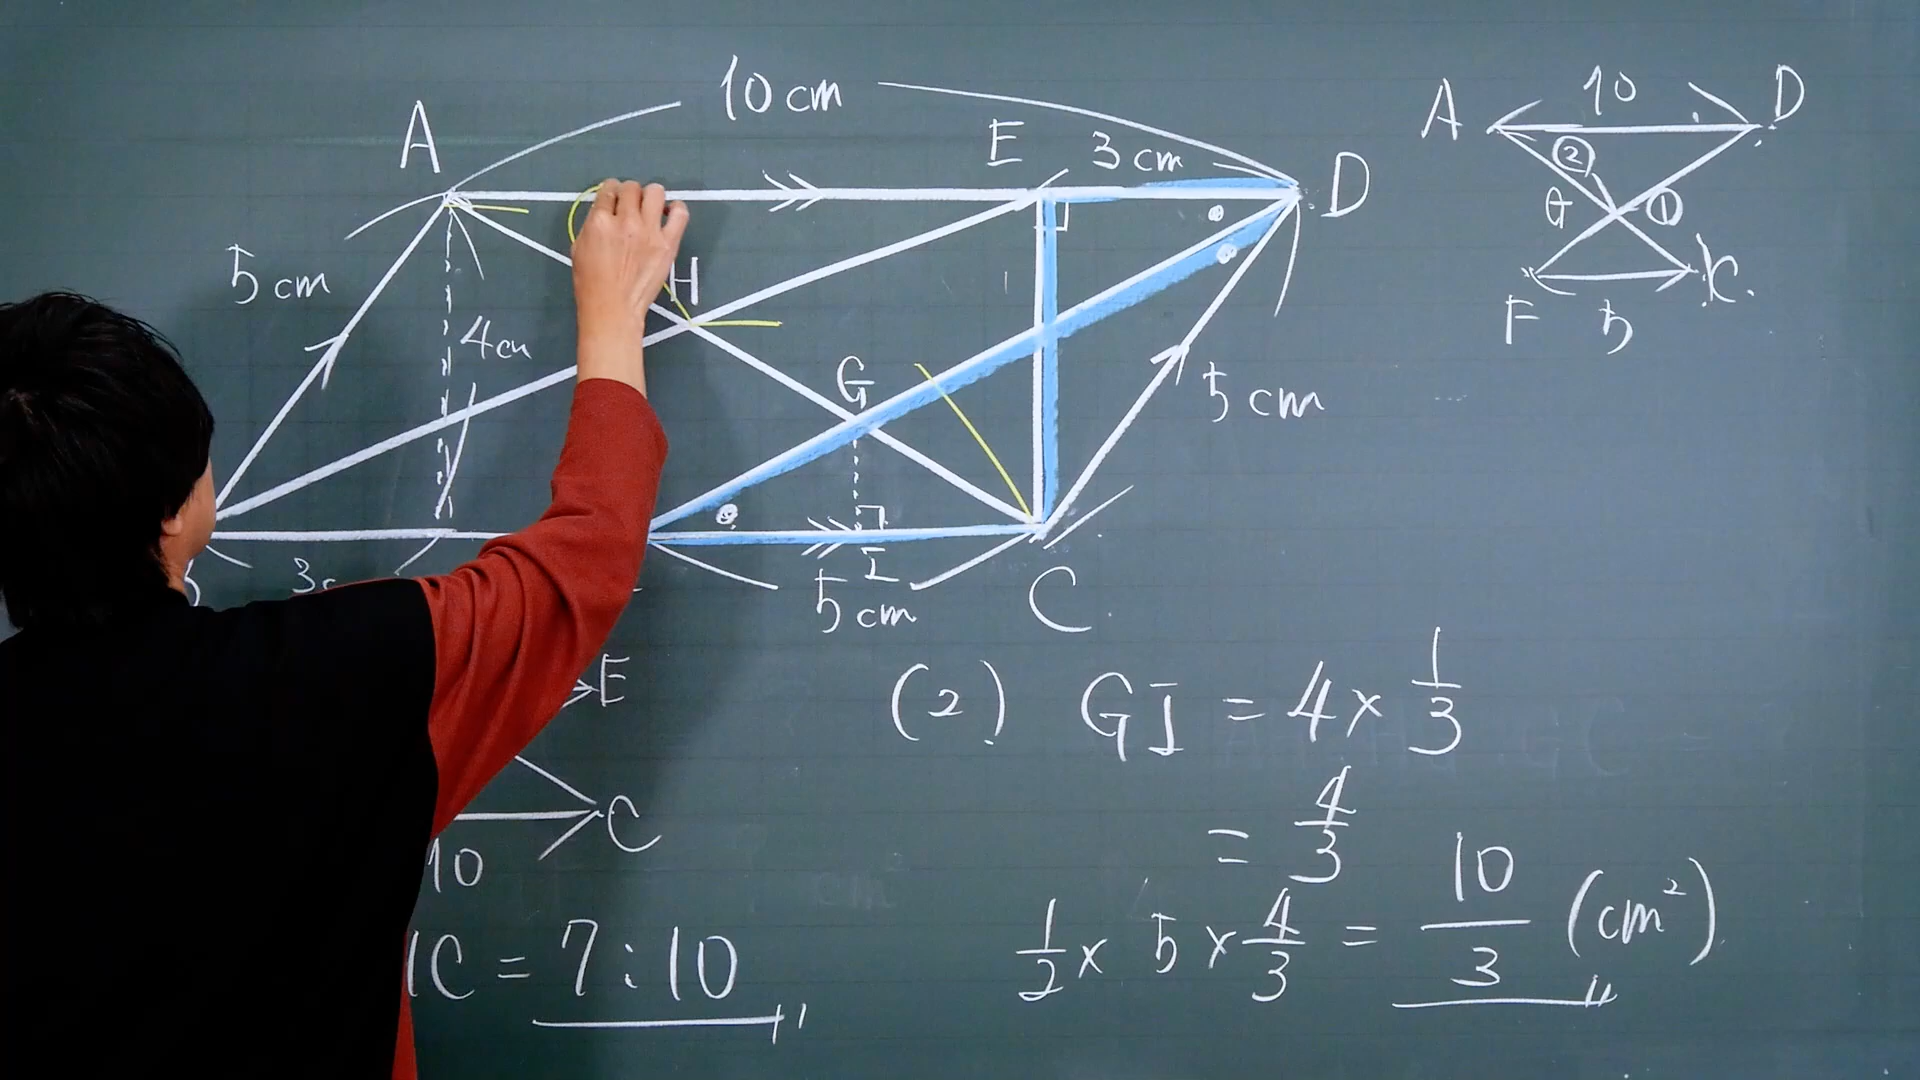 10 cm
A
E
3 cm
D
5 cm
4cm
H
G
5 cm
I
5 cm
C
A 10 D
②
G ①
F 5 C
E
C
10
C = 7 : 10
(2) GI = 4 × 1/3
= 4/3
1/2 × 5 × 4/3 = 10/3 (cm²)